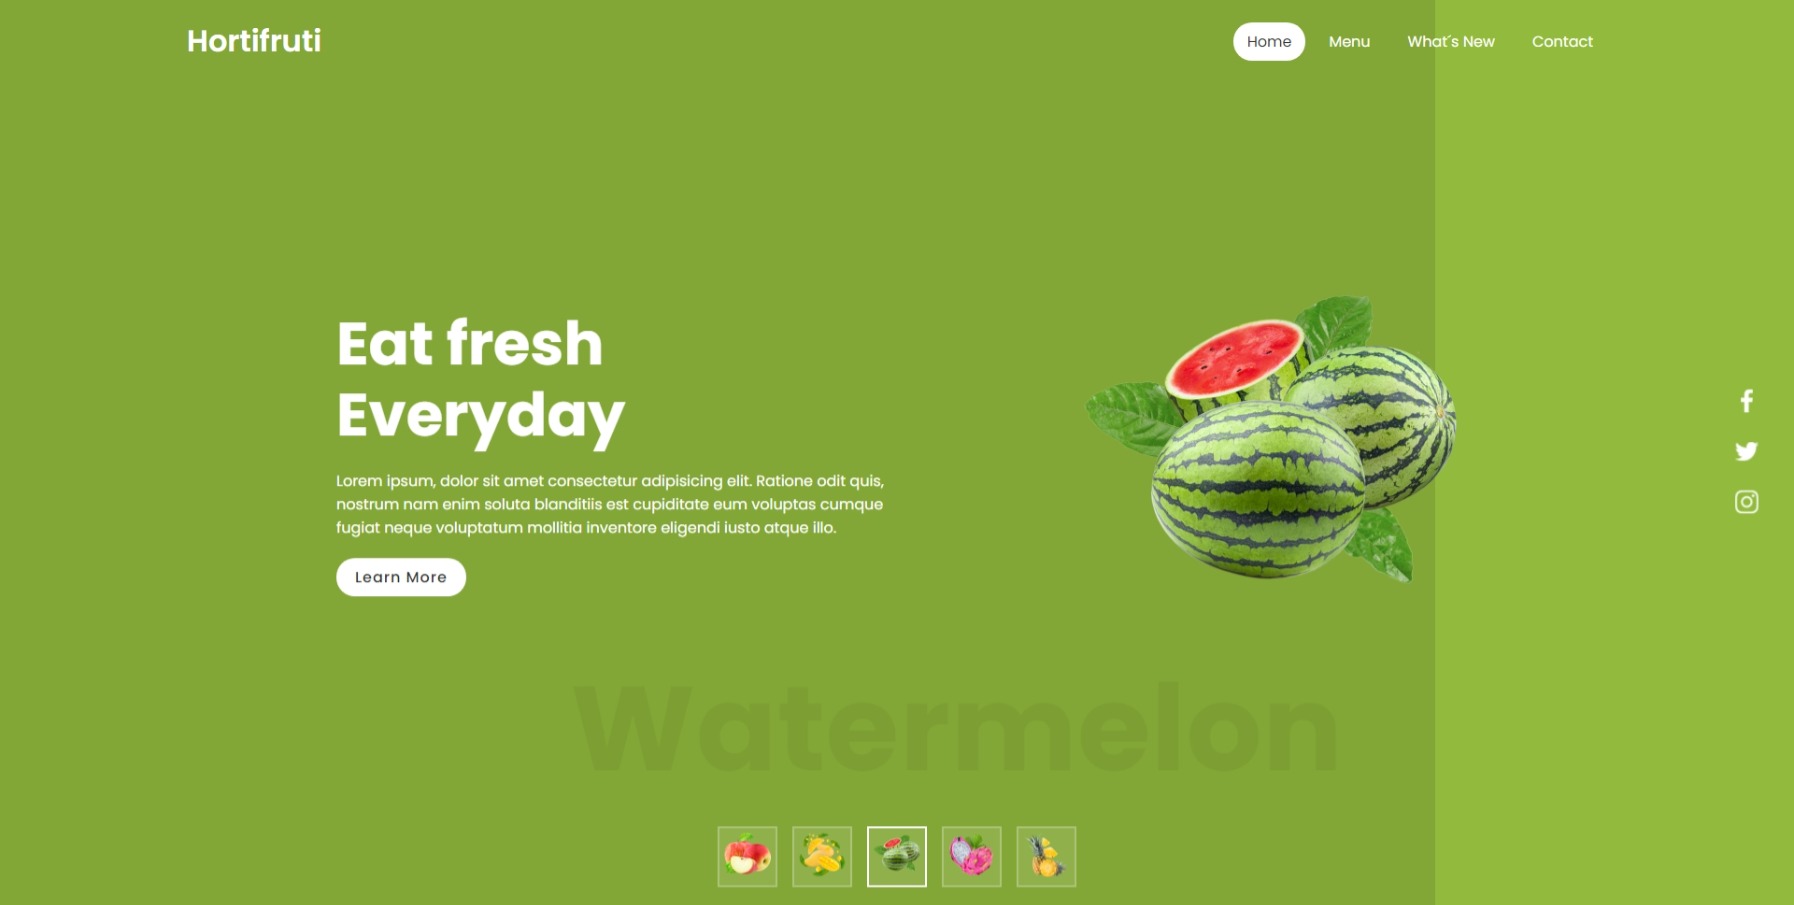 Hortifruti
Home
Menu
What´s New
Contact
Eat fresh
Everyday
Lorem ipsum, dolor sit amet consectetur adipisicing elit. Ratione odit quis,
nostrum nam enim soluta blanditiis est cupiditate eum voluptas cumque
fugiat neque voluptatum mollitia inventore eligendi iusto atque illo.
Learn More
Watermelon